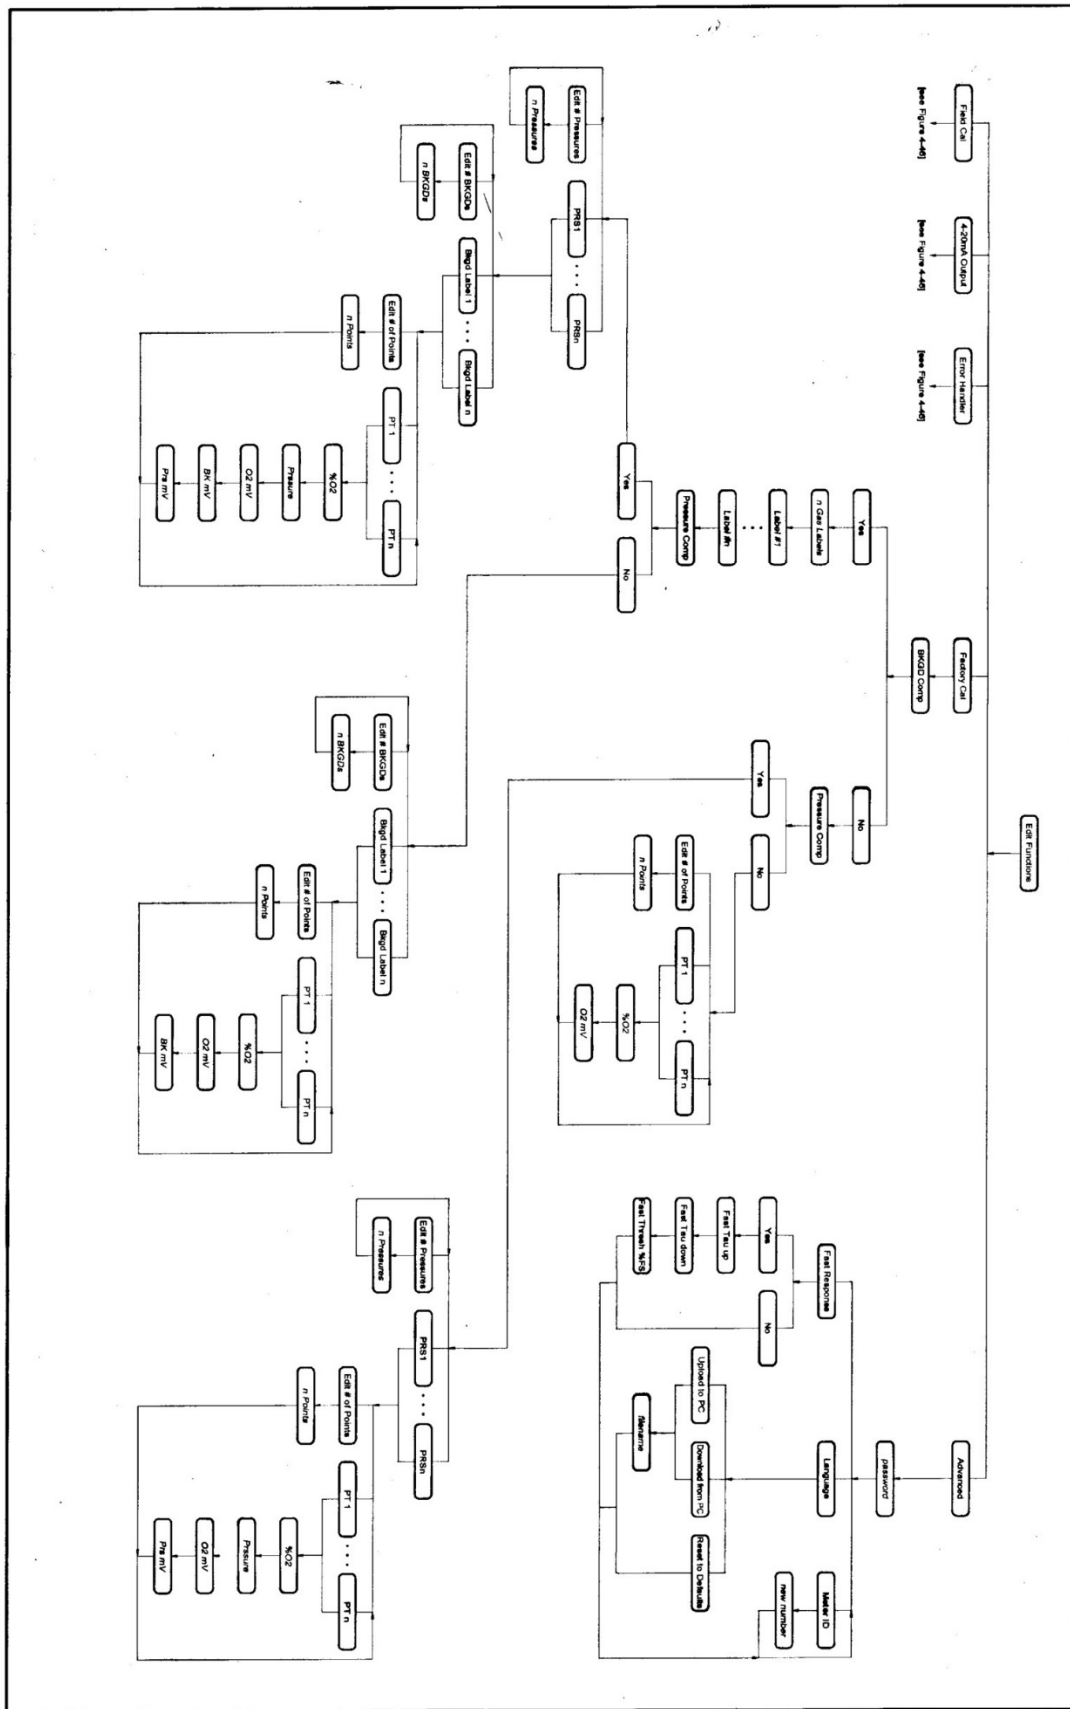 Edit Functions
Field Cal
4-20mA Output
Error Handler
Factory Cal
Advanced
[see Figure 4-46]
[see Figure 4-46]
[see Figure 4-46]
BKGD Comp
password
Yes
No
n Gas Labels
Pressure Comp
Label #1
• • •
Label #n
Pressure Comp
Yes
No
Yes
No
Fast Response
Language
Meter ID
new number
Yes
No
Fast Tau up
Fast Tau down
Fast Thresh %FS
Upload to PC
Download from PC
Reset to Defaults
filename
Edit # of Points
PT 1
• • •
PT n
n Points
%O2
O2 mV
Edit # Pressures
PRS1
• • •
PRSn
n Pressures
Edit # BKGDs
Bkgd Label 1
• • •
Bkgd Label n
n BKGDs
Edit # of Points
PT 1
• • •
PT n
n Points
%O2
Prssure
O2 mV
BK mV
Prs mV
Edit # BKGDs
Bkgd Label 1
• • •
Bkgd Label n
n BKGDs
Edit # of Points
PT 1
• • •
PT n
n Points
%O2
O2 mV
BK mV
Edit # Pressures
PRS1
• • •
PRSn
n Pressures
Edit # of Points
PT 1
• • •
PT n
n Points
%O2
Prssure
O2 mV
Prs mV